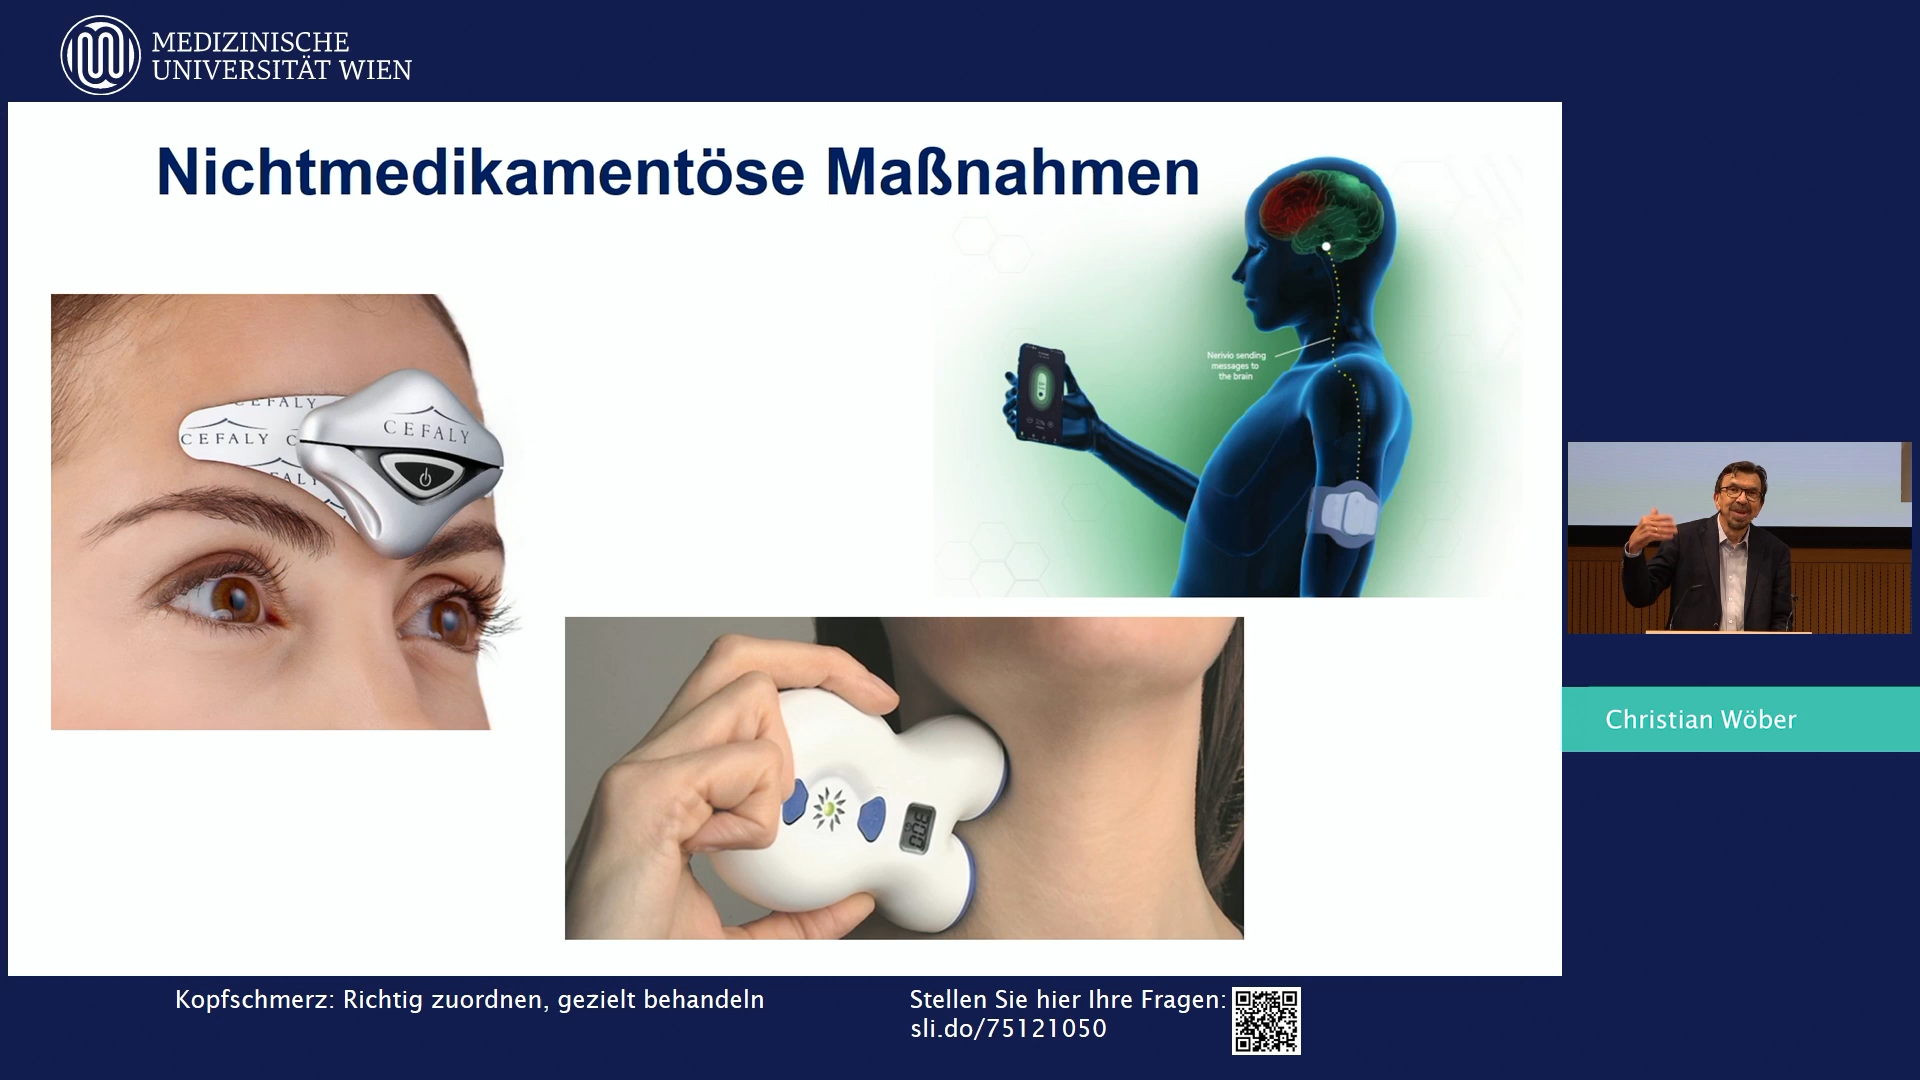 MEDIZINISCHE
UNIVERSITÄT WIEN
Nichtmedikamentöse Maßnahmen
CEFALY
CEFALY
CEFALY
Nerivio sending
messages to
the brain
Christian Wöber
Kopfschmerz: Richtig zuordnen, gezielt behandeln
Stellen Sie hier Ihre Fragen:
sli.do/75121050